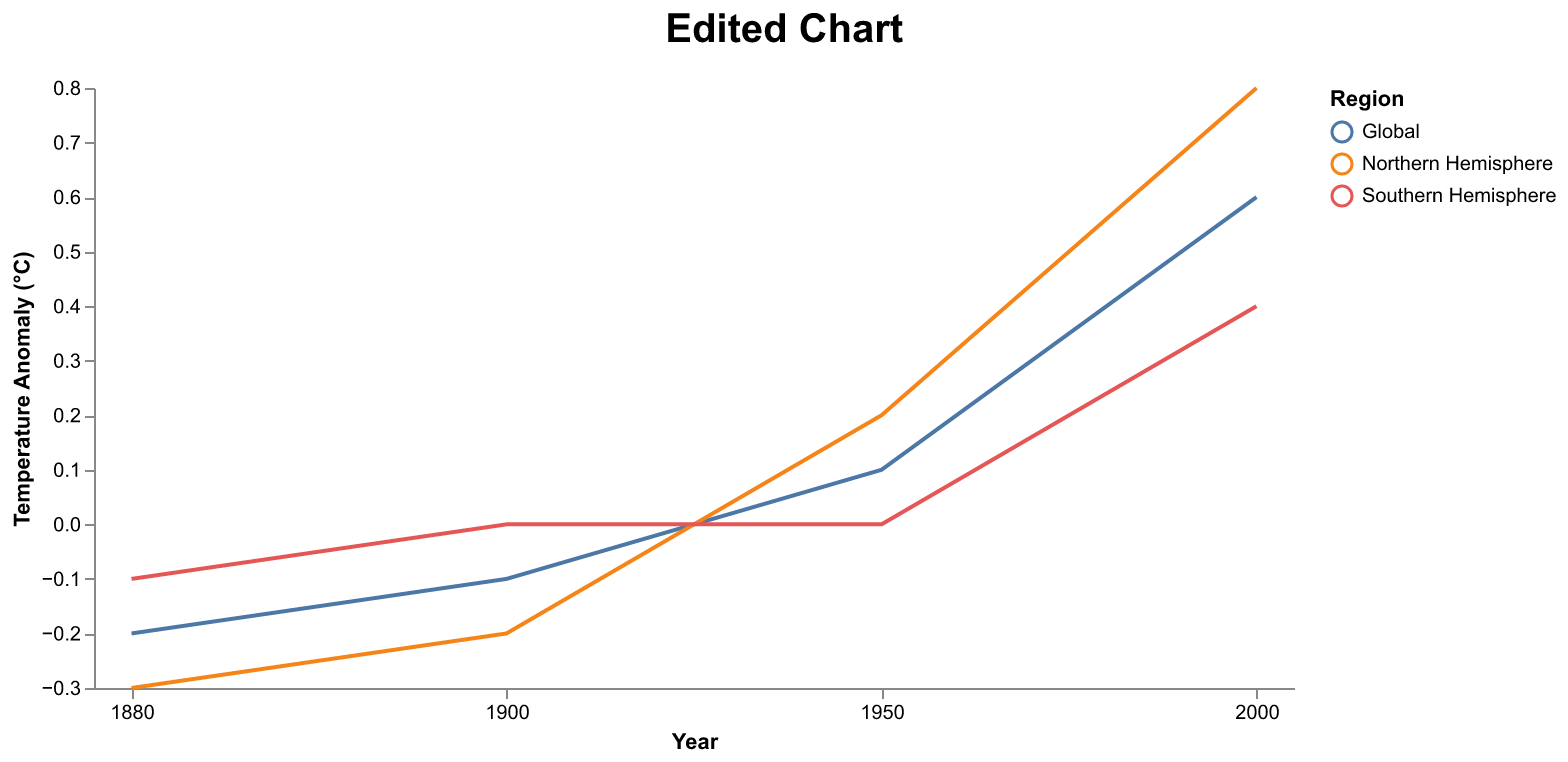 Edited Chart
Temperature Anomaly (°C)
0.8
0.7
0.6
0.5
0.4
0.3
0.2
0.1
0.0
−0.1
−0.2
−0.3
1880 1900 1950 2000
Year
Region
Global
Northern Hemisphere
Southern Hemisphere